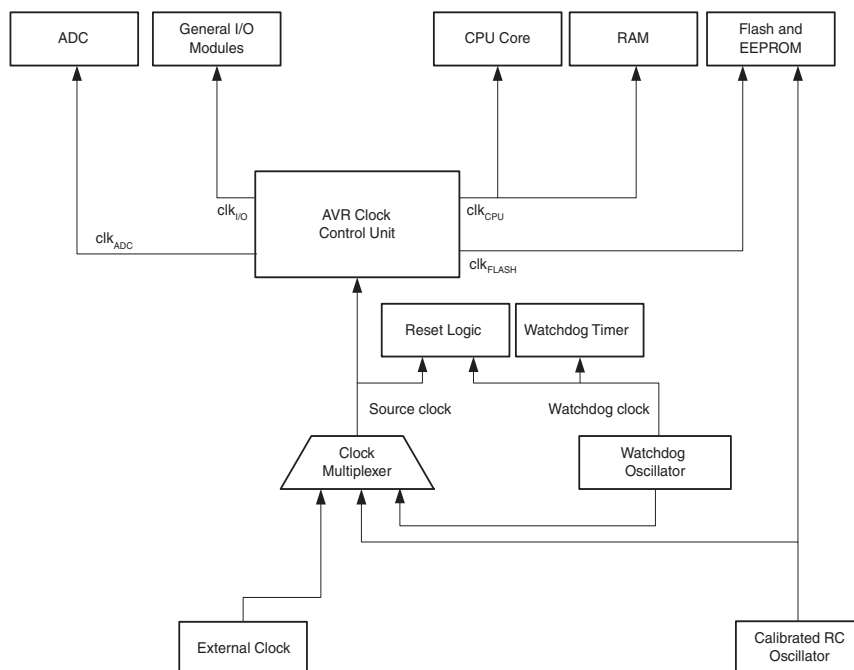 ADC
General I/O
Modules
CPU Core
RAM
Flash and
EEPROM
clkI/O
AVR Clock
Control Unit
clkCPU
clkADC
clkFLASH
Reset Logic
Watchdog Timer
Source clock
Watchdog clock
Clock
Multiplexer
Watchdog
Oscillator
External Clock
Calibrated RC
Oscillator